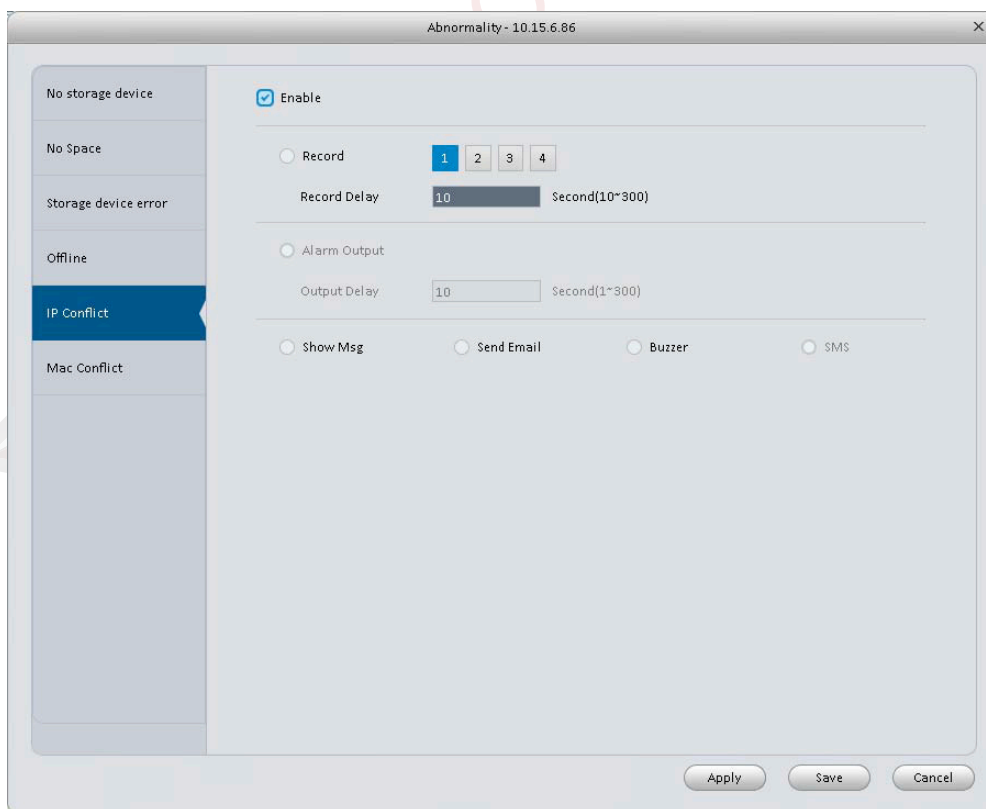 Abnormality - 10.15.6.86
No storage device
No Space
Storage device error
Offline
IP Conflict
Mac Conflict
Enable
Record 1 2 3 4
Record Delay 10 Second(10~300)
Alarm Output
Output Delay 10 Second(1~300)
Show Msg Send Email Buzzer SMS
Apply Save Cancel